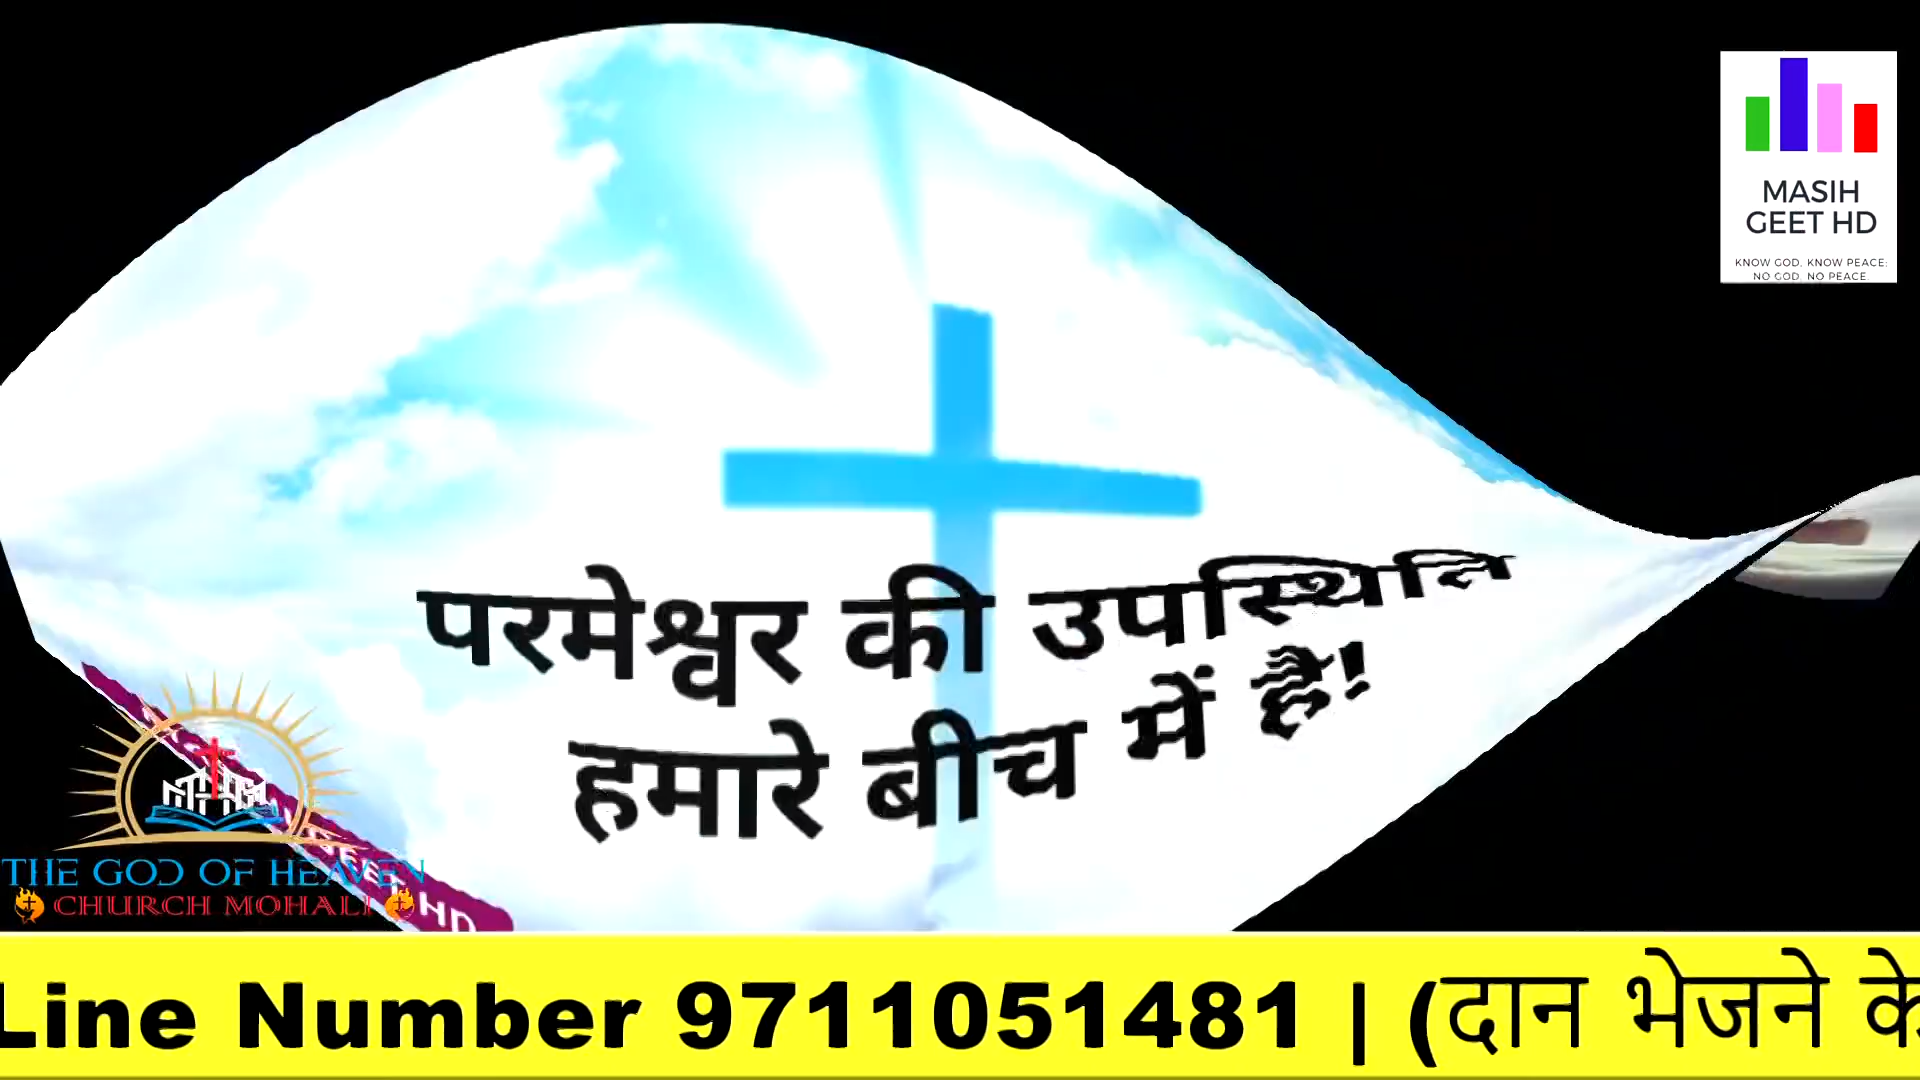 MASIH
GEET HD
KNOW GOD, KNOW PEACE;
NO GOD, NO PEACE.
परमेश्वर की उपस्थिति
हमारे बीच में है!
THE GOD OF HEAVEN
CHURCH MOHALI
HD
Line Number 9711051481 | (दान भेजने के